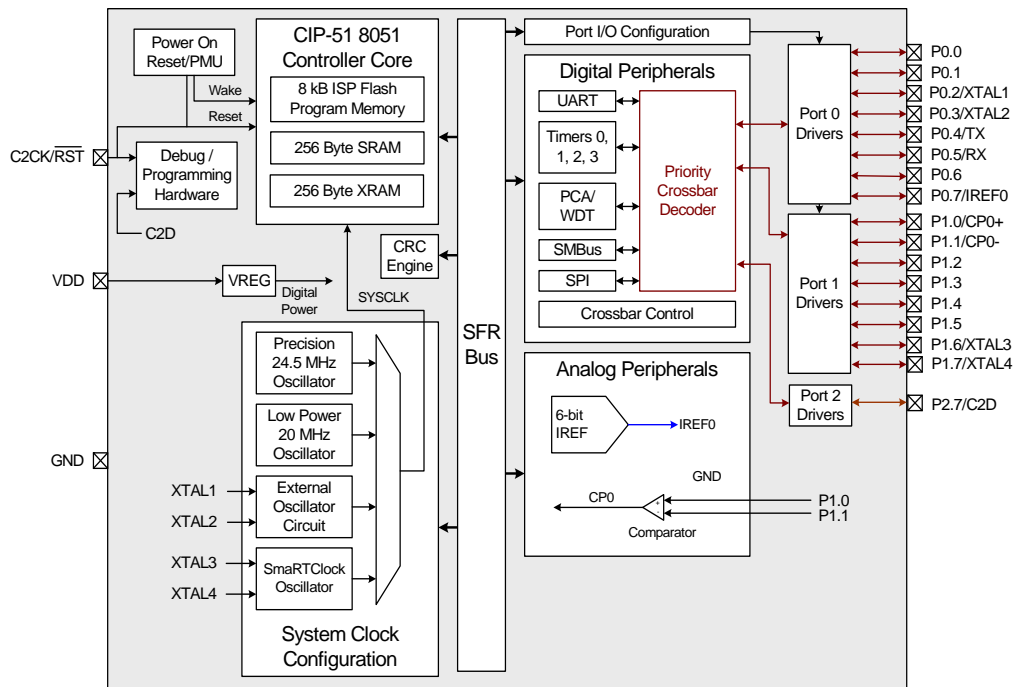 Power On
Reset/PMU
Wake
Reset
C2CK/RST
Debug /
Programming
Hardware
C2D
VDD
VREG
Digital
Power
GND
CIP-51 8051
Controller Core
8 kB ISP Flash
Program Memory
256 Byte SRAM
256 Byte XRAM
CRC
Engine
SYSCLK
Precision
24.5 MHz
Oscillator
Low Power
20 MHz
Oscillator
XTAL1
XTAL2
External
Oscillator
Circuit
XTAL3
XTAL4
SmaRTClock
Oscillator
System Clock
Configuration
SFR
Bus
Port I/O Configuration
Digital Peripherals
UART
Timers 0,
1, 2, 3
PCA/
WDT
SMBus
SPI
Priority
Crossbar
Decoder
Crossbar Control
Analog Peripherals
6-bit
IREF
IREF0
GND
CP0
+
-
Comparator
P1.0
P1.1
Port 0
Drivers
Port 1
Drivers
Port 2
Drivers
P0.0
P0.1
P0.2/XTAL1
P0.3/XTAL2
P0.4/TX
P0.5/RX
P0.6
P0.7/IREF0
P1.0/CP0+
P1.1/CP0-
P1.2
P1.3
P1.4
P1.5
P1.6/XTAL3
P1.7/XTAL4
P2.7/C2D